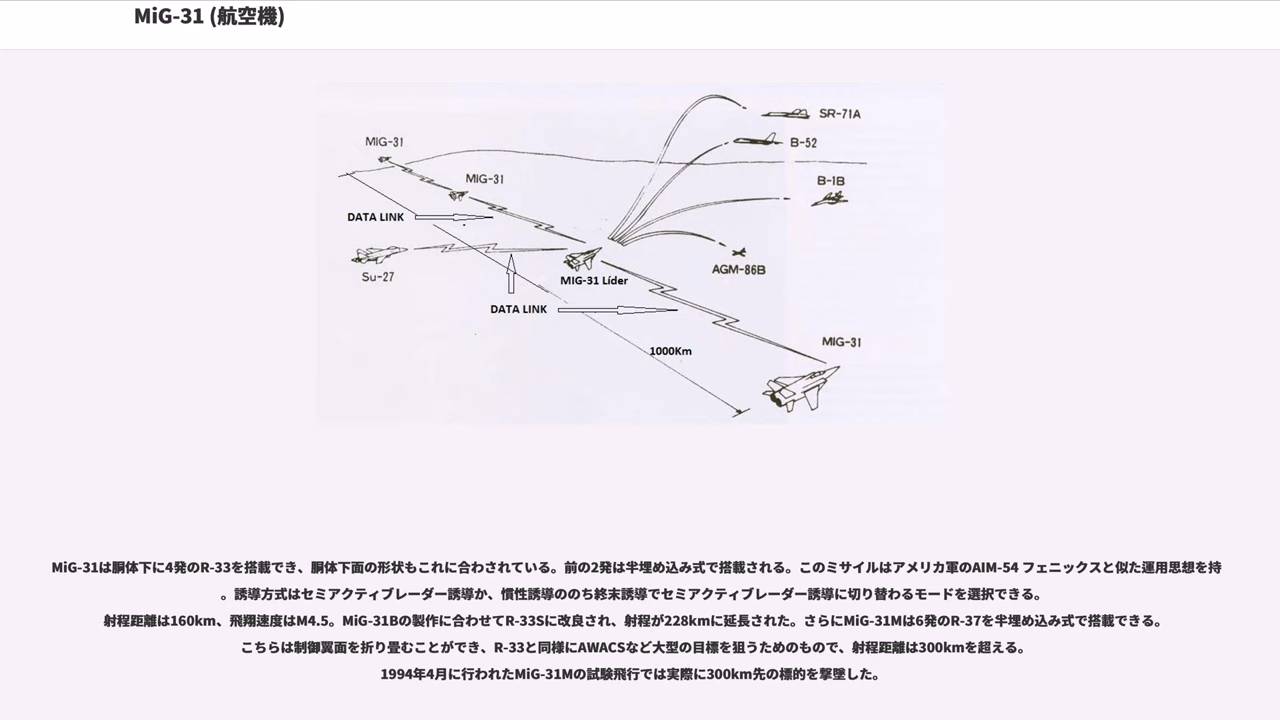 MiG-31 (航空機)
SR-71A
B-52
MIG-31
MIG-31
B-1B
DATA LINK
Su-27
AGM-86B
MIG-31 Líder
DATA LINK
MIG-31
1000Km
MiG-31は胴体下に4発のR-33を搭載でき、胴体下面の形状もこれに合わされている。前の2発は半埋め込み式で搭載される。このミサイルはアメリカ軍のAIM-54 フェニックスと似た運用思想を持
。誘導方式はセミアクティブレーダー誘導か、慣性誘導ののち終末誘導でセミアクティブレーダー誘導に切り替わるモードを選択できる。
射程距離は160km、飛翔速度はM4.5。MiG-31Bの製作に合わせてR-33Sに改良され、射程が228kmに延長された。さらにMiG-31Mは6発のR-37を半埋め込み式で搭載できる。
こちらは制御翼面を折り畳むことができ、R-33と同様にAWACSなど大型の目標を狙うためのもので、射程距離は300kmを超える。
1994年4月に行われたMiG-31Mの試験飛行では実際に300km先の標的を撃墜した。